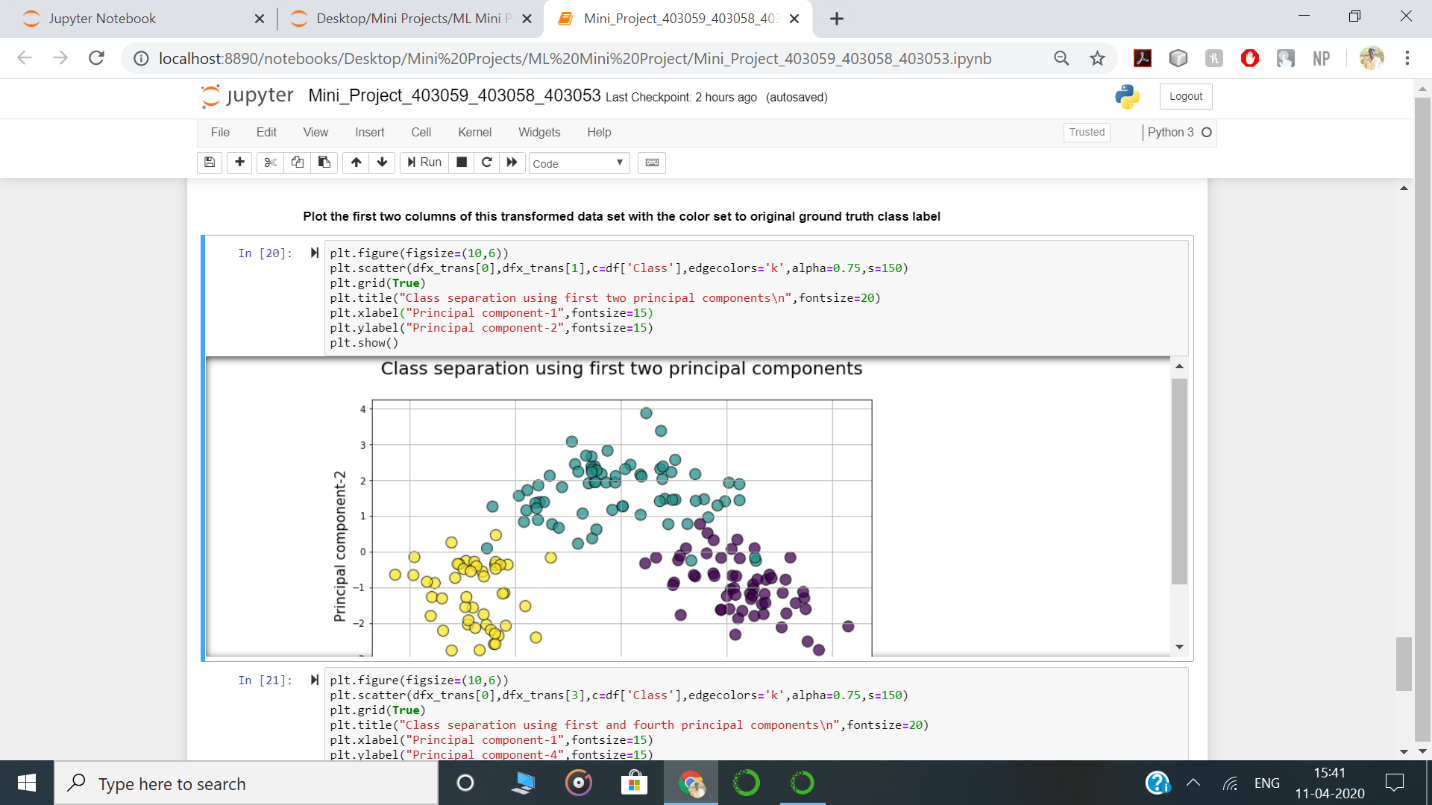 Jupyter Notebook
Desktop/Mini Projects/ML Mini P
Mini_Project_403059_403058_403
localhost:8890/notebooks/Desktop/Mini%20Projects/ML%20Mini%20Project/Mini_Project_403059_403058_403053.ipynb
NP
jupyter Mini_Project_403059_403058_403053 Last Checkpoint: 2 hours ago (autosaved)
Logout
File Edit View Insert Cell Kernel Widgets Help
Trusted
Python 3
Run
Code
Plot the first two columns of this transformed data set with the color set to original ground truth class label
In [20]:
plt.figure(figsize=(10,6))
plt.scatter(dfx_trans[0],dfx_trans[1],c=df['Class'],edgecolors='k',alpha=0.75,s=150)
plt.grid(True)
plt.title("Class separation using first two principal components\n",fontsize=20)
plt.xlabel("Principal component-1",fontsize=15)
plt.ylabel("Principal component-2",fontsize=15)
plt.show()
Class separation using first two principal components
4
3
2
1
0
−1
−2
Principal component-2
In [21]:
plt.figure(figsize=(10,6))
plt.scatter(dfx_trans[0],dfx_trans[3],c=df['Class'],edgecolors='k',alpha=0.75,s=150)
plt.grid(True)
plt.title("Class separation using first and fourth principal components\n",fontsize=20)
plt.xlabel("Principal component-1",fontsize=15)
plt.ylabel("Principal component-4",fontsize=15)
Type here to search
ENG
15:41
11-04-2020